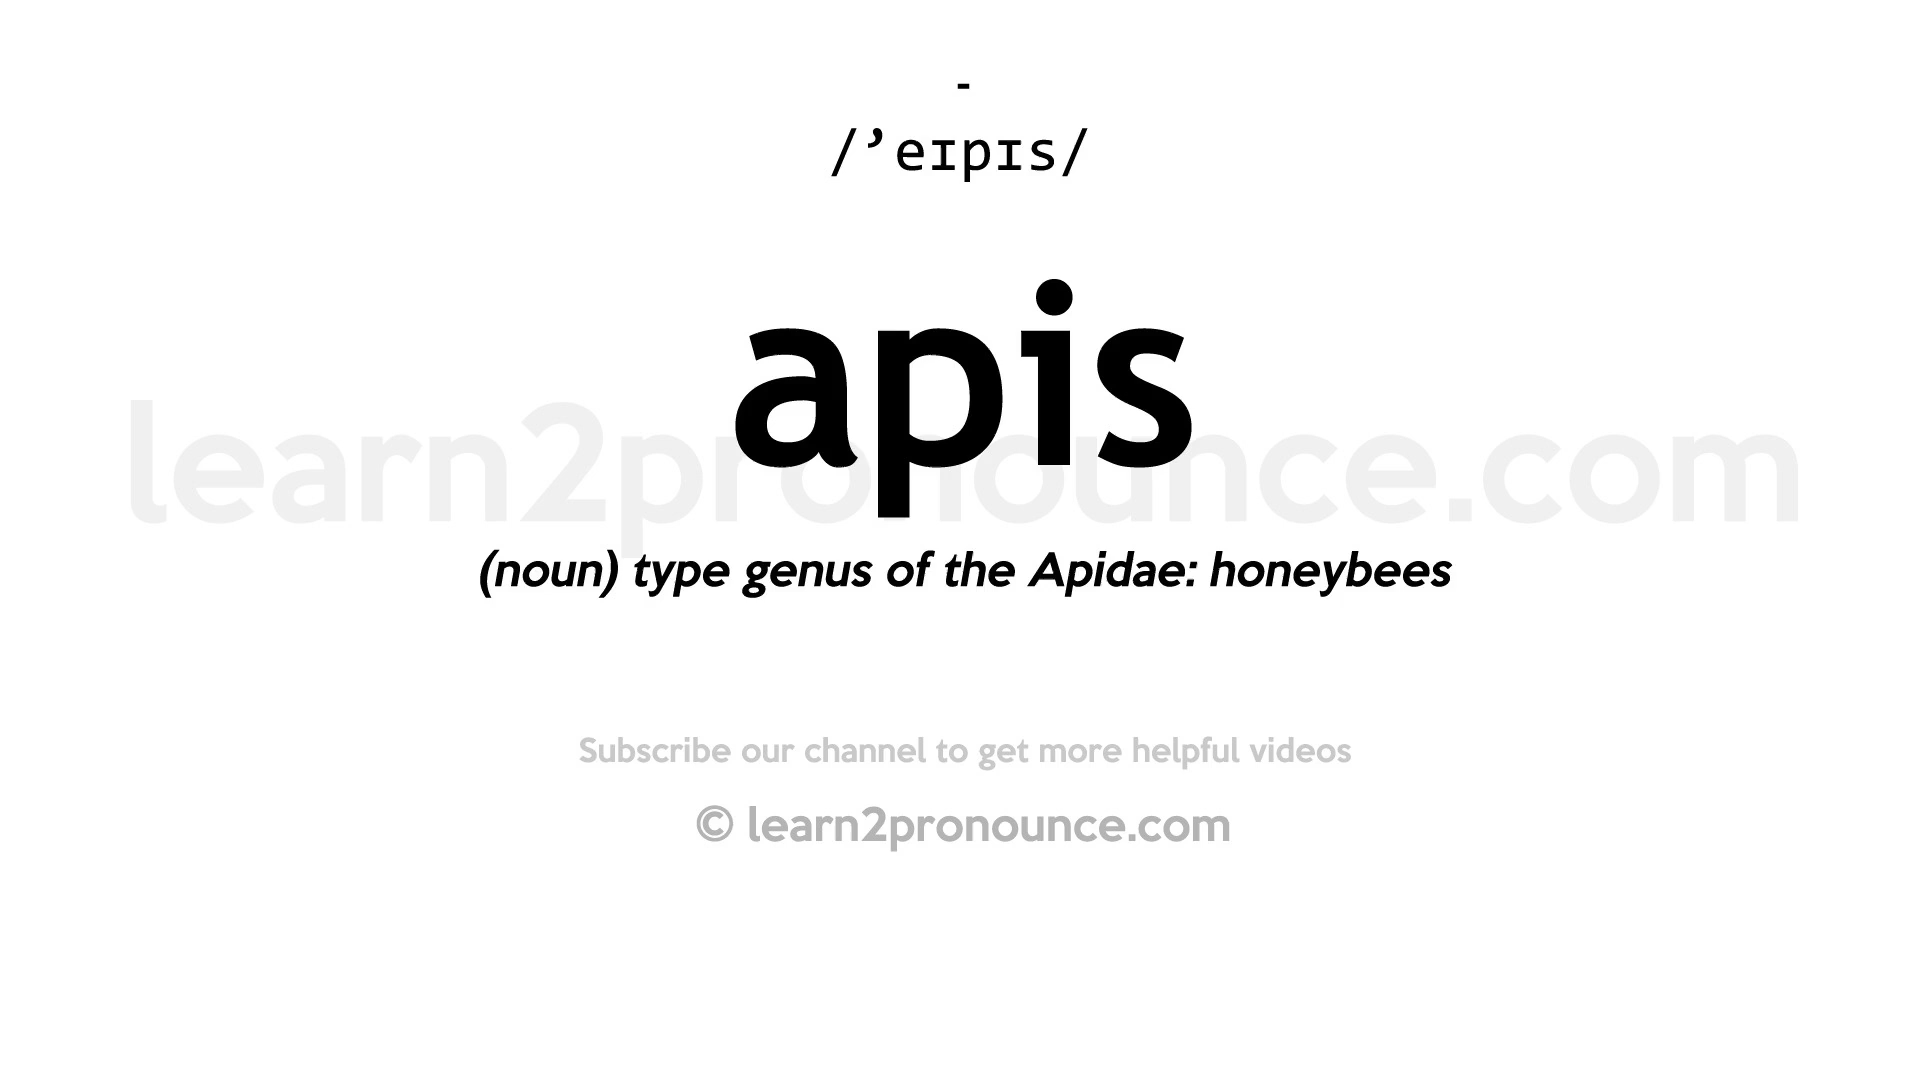 -
/’eɪpɪs/
apis
learn2pronounce.com
(noun) type genus of the Apidae: honeybees
Subscribe our channel to get more helpful videos
© learn2pronounce.com